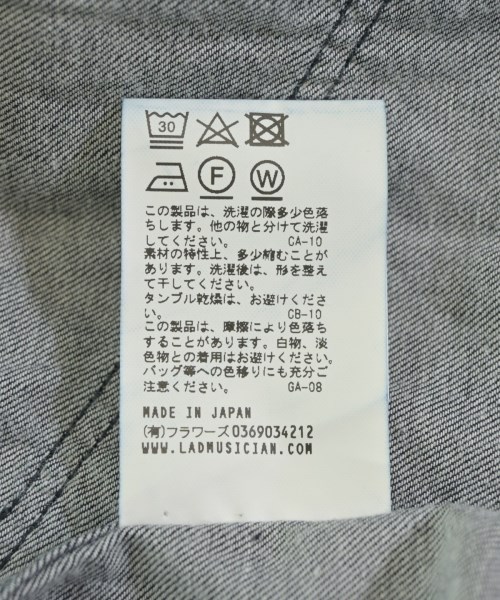 30
F W
この製品は、洗濯の際多少色落
ちします。他の物と分けて洗濯
してください。 CA-10
素材の特性上、多少縮むことが
あります。洗濯後は、形を整え
て干してください。
タンブル乾燥は、お避けくださ
い。 CB-10
この製品は、摩擦により色落ち
することがあります。白物、淡
色物との着用はお避けください。
バッグ等への色移りにも充分ご
注意ください。 GA-08
MADE IN JAPAN
(有)フラワーズ0369034212
WWW.LADMUSICIAN.COM